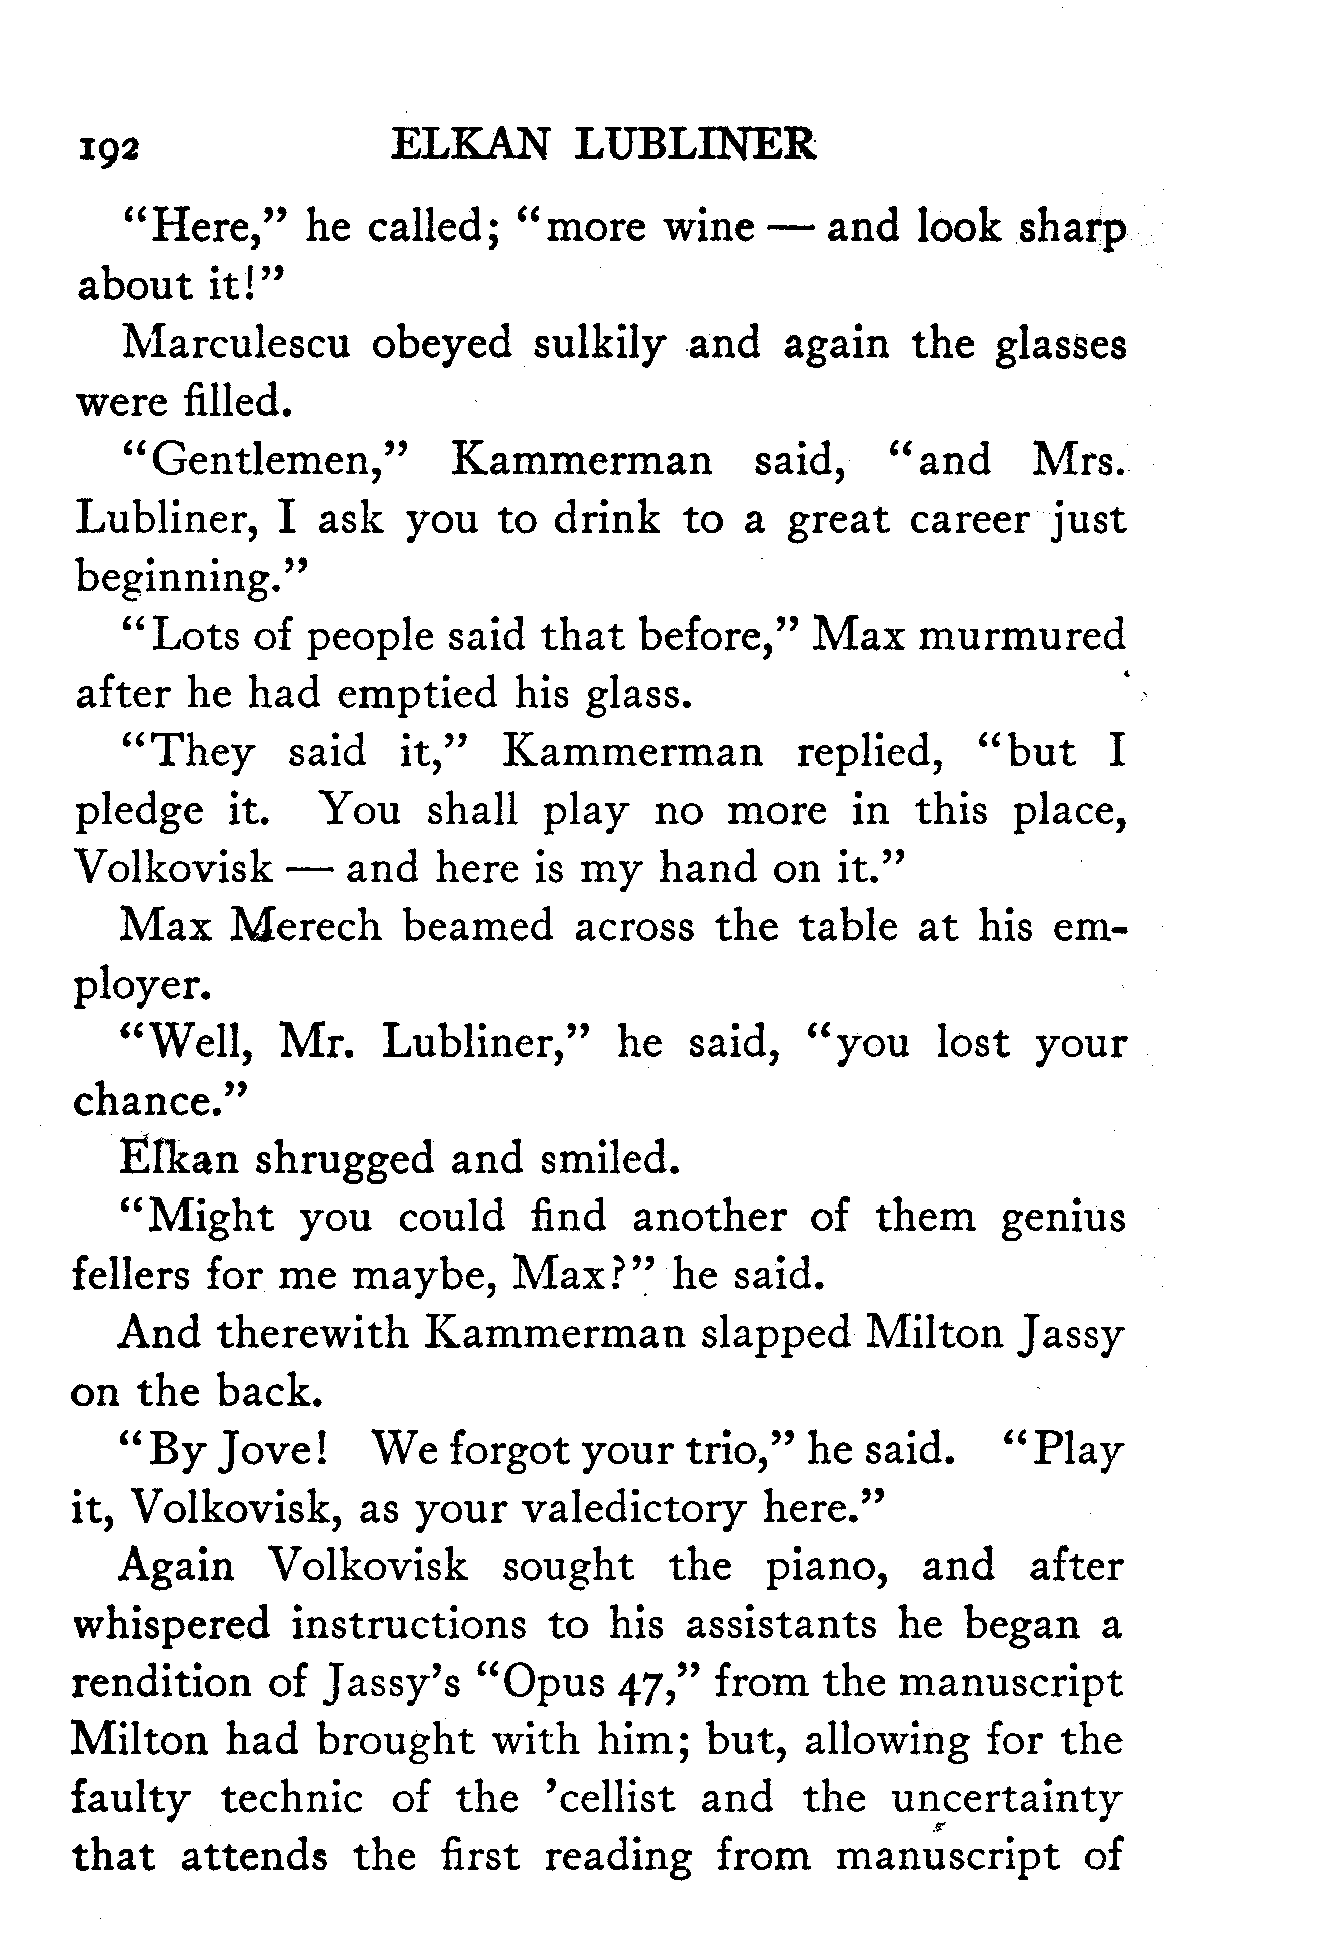 192 ELKAN LUBLINER
“Here,” he called; “more wine — and look sharp
about it!”
Marculescu obeyed sulkily and again the glasses
were filled.
“Gentlemen,” Kammerman said, “and Mrs.
Lubliner, I ask you to drink to a great career just
beginning.”
“Lots of people said that before,” Max murmured
after he had emptied his glass.
“They said it,” Kammerman replied, “but I
pledge it. You shall play no more in this place,
Volkovisk — and here is my hand on it.”
Max Merech beamed across the table at his em-
ployer.
“Well, Mr. Lubliner,” he said, “you lost your
chance.”
Elkan shrugged and smiled.
“Might you could find another of them genius
fellers for me maybe, Max?” he said.
And therewith Kammerman slapped Milton Jassy
on the back.
“By Jove! We forgot your trio,” he said. “Play
it, Volkovisk, as your valedictory here.”
Again Volkovisk sought the piano, and after
whispered instructions to his assistants he began a
rendition of Jassy’s “Opus 47,” from the manuscript
Milton had brought with him; but, allowing for the
faulty technic of the ’cellist and the uncertainty
that attends the first reading from manuscript of